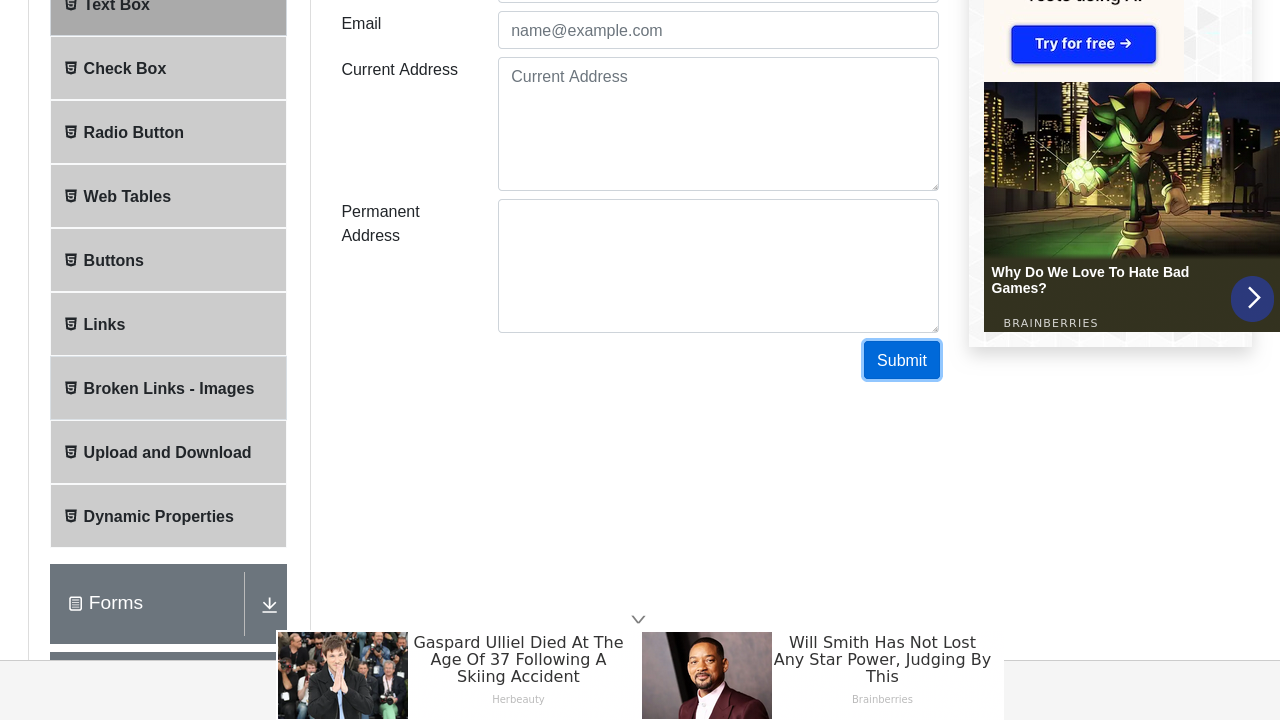 Text Box
Check Box
Radio Button
Web Tables
Buttons
Links
Broken Links - Images
Upload and Download
Dynamic Properties
Forms
Email
name@example.com
Current Address
Current Address
Permanent
Address
Submit
Try for free →
Why Do We Love To Hate Bad
Games?
BRAINBERRIES
Gaspard Ulliel Died At The
Age Of 37 Following A
Skiing Accident
Herbeauty
Will Smith Has Not Lost
Any Star Power, Judging By
This
Brainberries